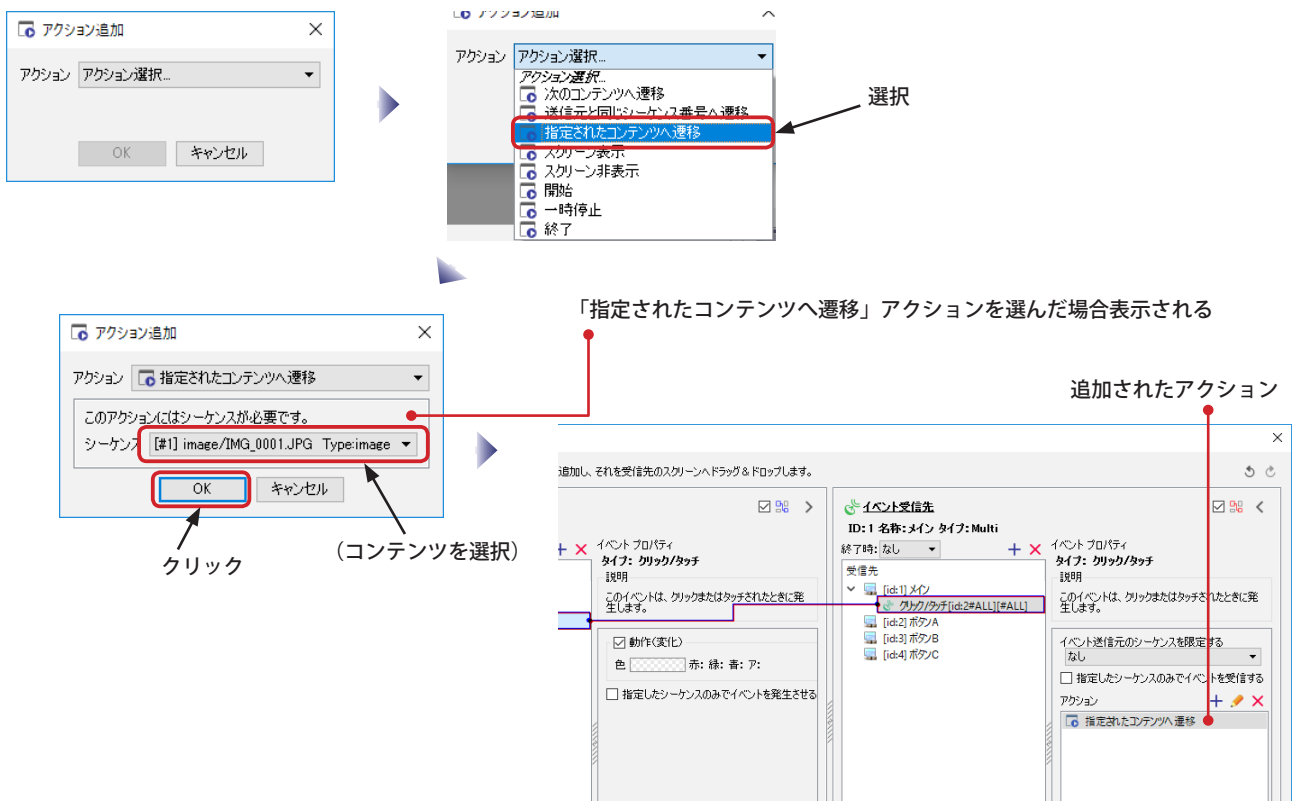 アクション追加
アクション アクション選択...
OK キャンセル
アクション追加
アクション アクション選択...
アクション選択...
次のコンテンツへ遷移
送信元と同じシーケンス番号へ遷移
指定されたコンテンツへ遷移
スクリーン表示
スクリーン非表示
開始
一時停止
終了
選択
「指定されたコンテンツへ遷移」アクションを選んだ場合表示される
アクション追加
アクション 指定されたコンテンツへ遷移
このアクションにはシーケンスが必要です。
シーケンス [#1] image/IMG_0001.JPG Type:image
OK キャンセル
クリック
（コンテンツを選択）
追加されたアクション
追加し、それを受信先のスクリーンへドラッグ＆ドロップします。
イベント プロパティ
タイプ: クリック/タッチ
説明
このイベントは、クリックまたはタッチされたときに発
生します。
動作(変化)
色 赤: 緑: 青: ア:
指定したシーケンスのみでイベントを発生させる
イベント受信先
ID: 1 名称: メイン タイプ: Multi
終了時: なし
受信先
[id:1] メイン
クリック/タッチ[id:2#ALL][#ALL]
[id:2] ボタンA
[id:3] ボタンB
[id:4] ボタンC
イベント プロパティ
タイプ: クリック/タッチ
説明
このイベントは、クリックまたはタッチされたときに発
生します。
イベント送信元のシーケンスを限定する
なし
指定したシーケンスのみでイベントを受信する
アクション
指定されたコンテンツへ遷移